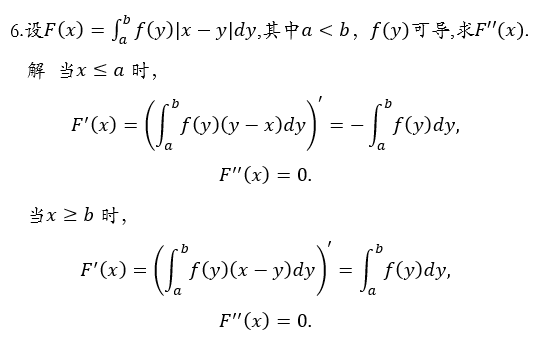 6.设F(x) = ∫_a^b f(y)|x − y|dy,其中a < b, f(y)可导,求F′′(x).
解 当x ≤ a 时,
F′(x) = (∫_a^b f(y)(y − x)dy)′ = −∫_a^b f(y)dy,
F′′(x) = 0.
当x ≥ b 时,
F′(x) = (∫_a^b f(y)(x − y)dy)′ = ∫_a^b f(y)dy,
F′′(x) = 0.